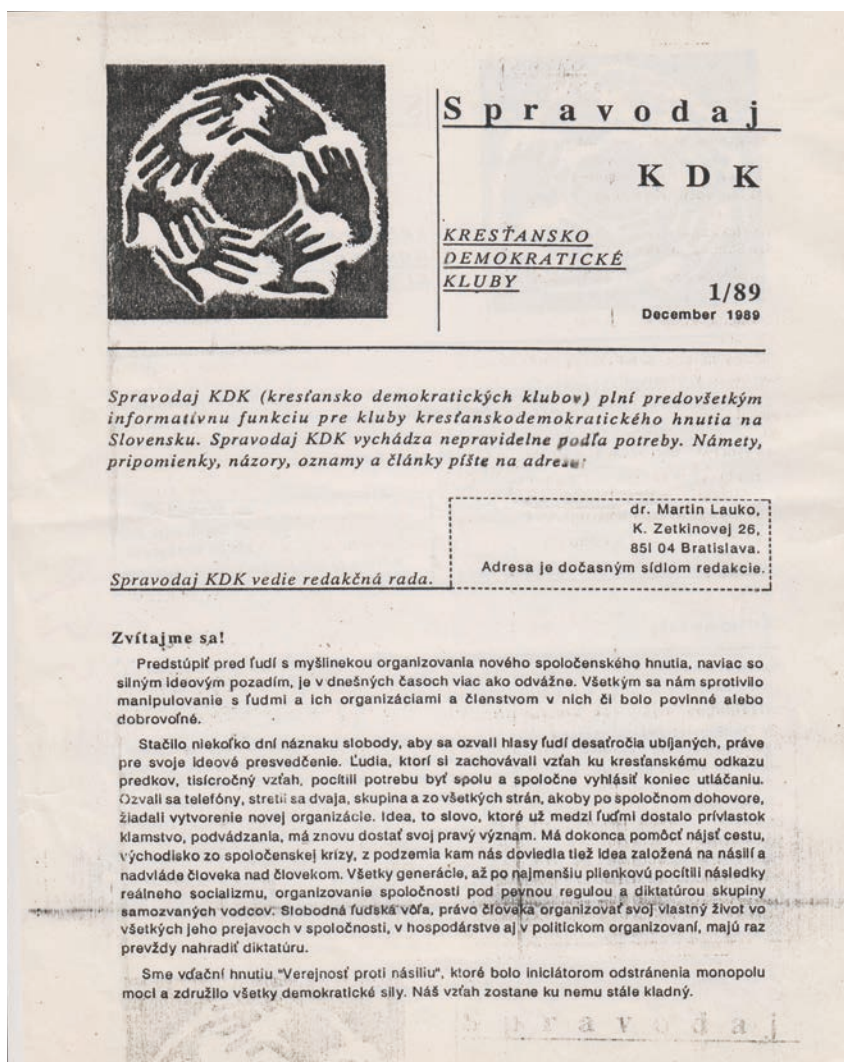 Spravodaj
KDK
KRESŤANSKO
DEMOKRATICKÉ
KLUBY
1/89
December 1989
Spravodaj KDK (kresťansko demokratických klubov) plní predovšetkým
informatívnu funkciu pre kluby kresťanskodemokratického hnutia na
Slovensku. Spravodaj KDK vychádza nepravidelne podľa potreby. Námety,
pripomienky, názory, oznamy a články píšte na adresu:
dr. Martin Lauko,
K. Zetkinovej 26,
851 04 Bratislava.
Adresa je dočasným sídlom redakcie.
Spravodaj KDK vedie redakčná rada.
Zvítajme sa!
Predstúpiť pred ľudí s myšlinekou organizovania nového spoločenského hnutia, naviac so
silným ideovým pozadím, je v dnešných časoch viac ako odvážne. Všetkým sa nám sprotivilo
manipulovanie s ľudmi a ich organizáciami a členstvom v nich či bolo povinné alebo
dobrovoľné.
Stačilo niekoľko dní náznaku slobody, aby sa ozvali hlasy ľudí desaťročia ubíjaných, práve
pre svoje ideové presvedčenie. Ľudia, ktorí si zachovávali vzťah ku kresťanskému odkazu
predkov, tisícročný vzťah, pocítili potrebu byť spolu a spoločne vyhlásiť koniec utláčaniu.
Ozvali sa telefóny, stretli sa dvaja, skupina a zo všetkých strán, akoby po spoločnom dohovore,
žiadali vytvorenie novej organizácie. Idea, to slovo, ktoré už medzi ľuďmi dostalo prívlastok
klamstvo, podvádzania, má znovu dostať svoj pravý význam. Má dokonca pomôcť nájsť cestu,
východisko zo spoločenskej krízy, z podzemia kam nás doviedla tiež idea založená na násilí a
nadvláde človeka nad človekom. Všetky generácie, až po najmenšiu plienkovú pocítili následky
reálneho socializmu, organizovanie spoločnosti pod pevnou regulou a diktatúrou skupiny
samozvaných vodcov. Slobodná ľudská vôľa, právo človeka organizovať svoj vlastný život vo
všetkých jeho prejavoch v spoločnosti, v hospodárstve aj v politickom organizovaní, majú raz
prevždy nahradiť diktatúru.
Sme vďační hnutiu "Verejnosť proti násiliu", ktoré bolo iniciátorom odstránenia monopolu
moci a združilo všetky demokratické sily. Náš vzťah zostane ku nemu stále kladný.